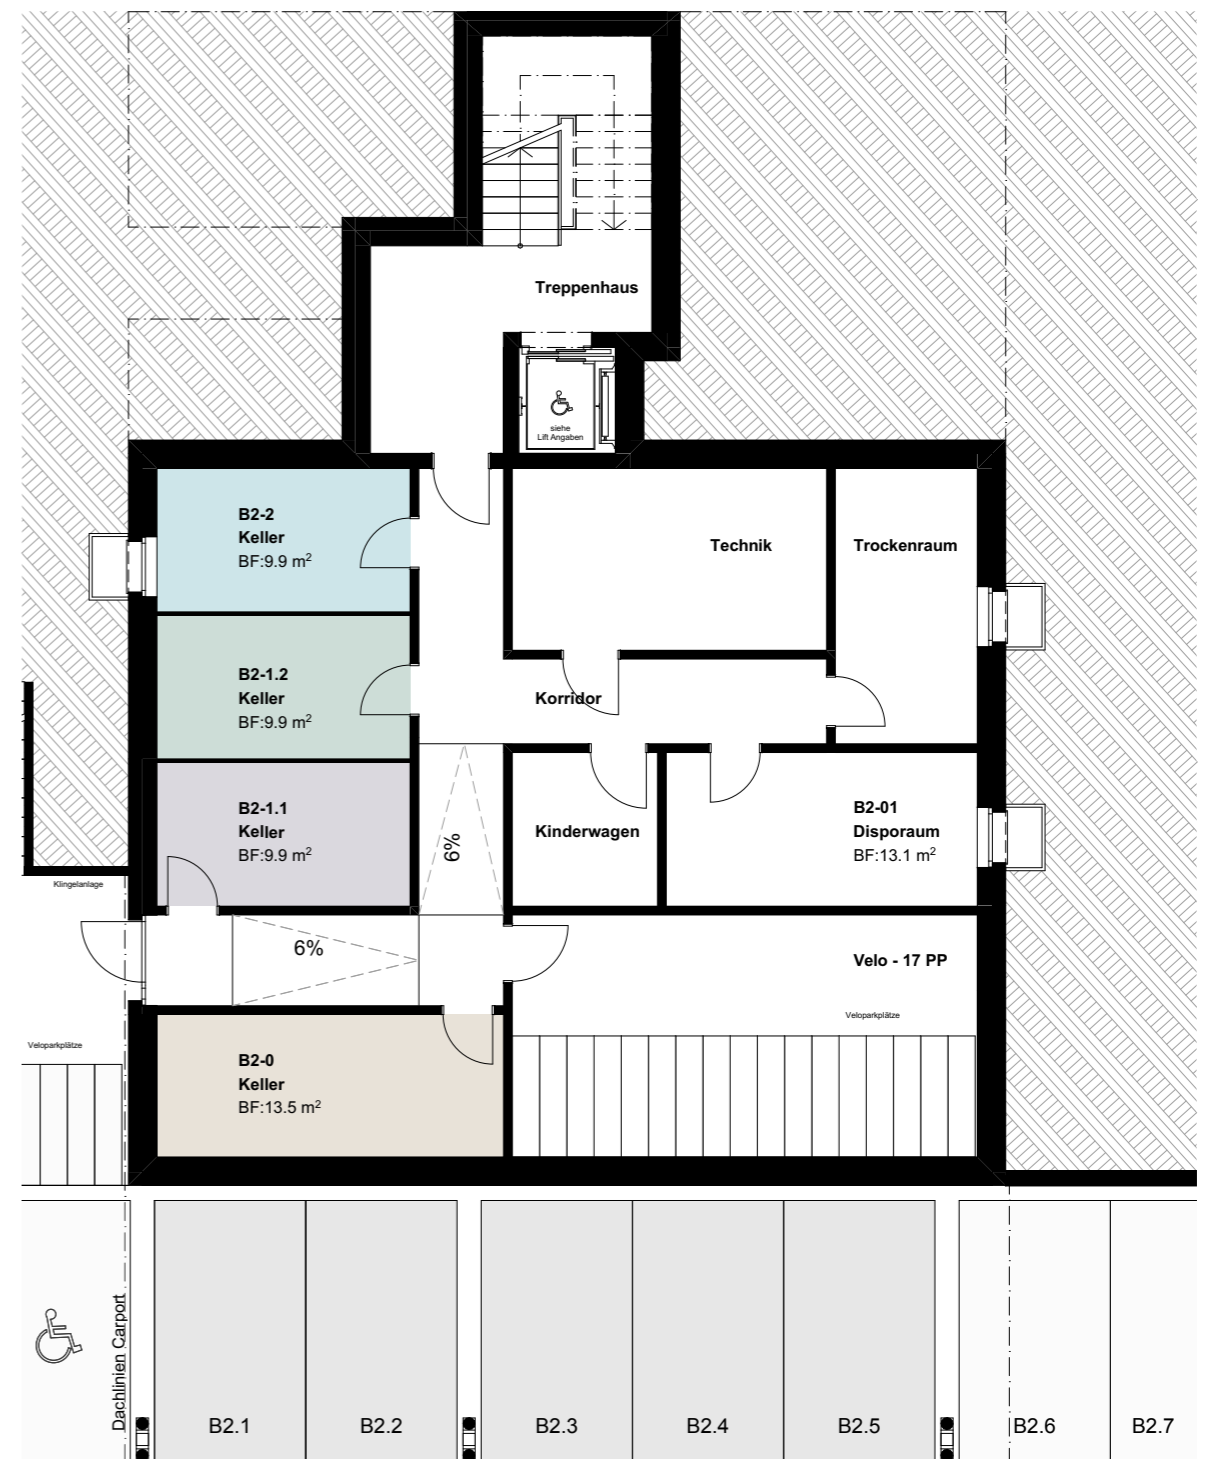 Treppenhaus
siehe
Lift Angaben
B2-2
Keller
BF:9.9 m²
Technik
Trockenraum
B2-1.2
Keller
BF:9.9 m²
Korridor
B2-1.1
Keller
BF:9.9 m²
6%
Kinderwagen
B2-01
Disporaum
BF:13.1 m²
Klingelanlage
6%
Velo - 17 PP
Veloparkplätze
Veloparkplätze
B2-0
Keller
BF:13.5 m²
Dachlinien Carport
B2.1
B2.2
B2.3
B2.4
B2.5
B2.6
B2.7